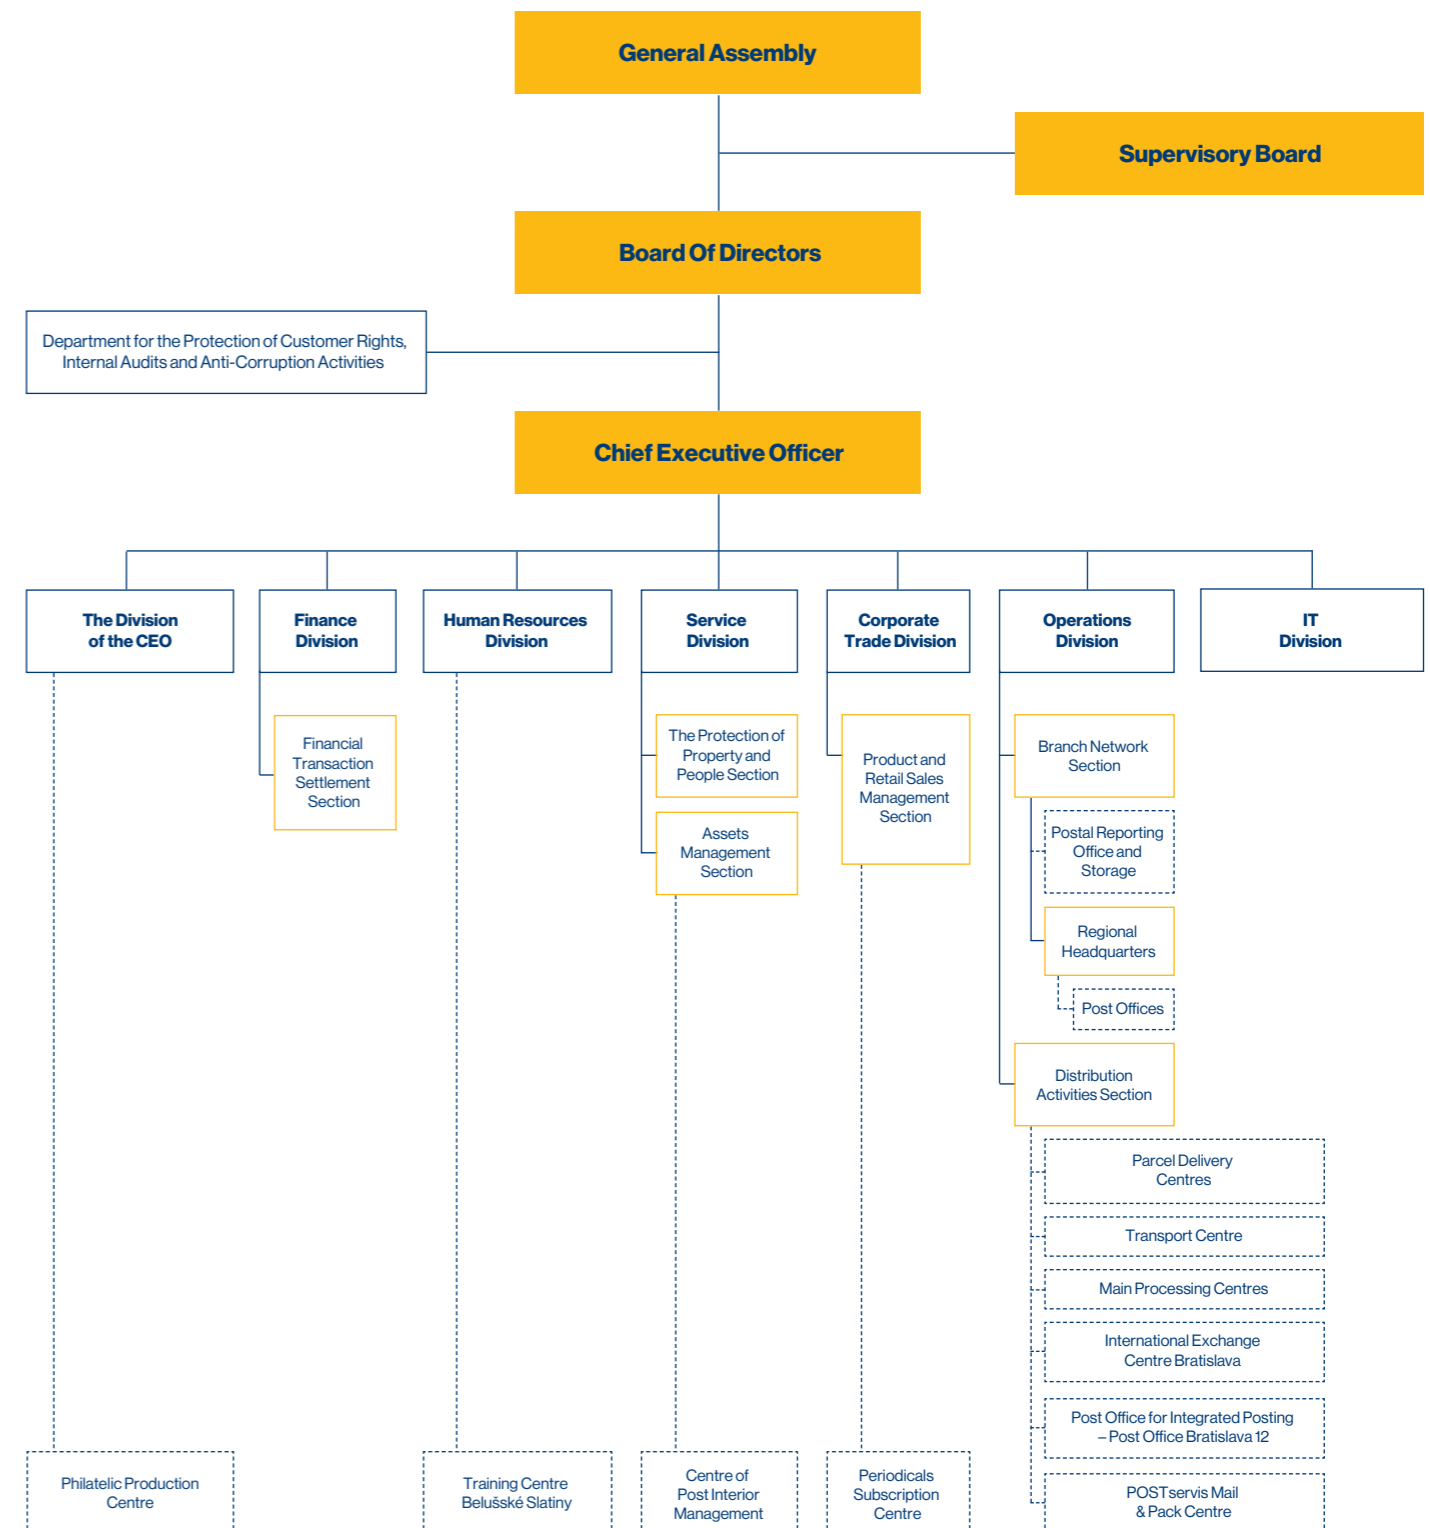 General Assembly
Supervisory Board
Board Of Directors
Department for the Protection of Customer Rights,
Internal Audits and Anti-Corruption Activities
Chief Executive Officer
The Division
of the CEO
Finance
Division
Human Resources
Division
Service
Division
Corporate
Trade Division
Operations
Division
IT
Division
Financial
Transaction
Settlement
Section
The Protection of
Property and
People Section
Assets
Management
Section
Product and
Retail Sales
Management
Section
Branch Network
Section
Postal Reporting
Office and
Storage
Regional
Headquarters
Post Offices
Distribution
Activities Section
Parcel Delivery
Centres
Transport Centre
Main Processing Centres
International Exchange
Centre Bratislava
Post Office for Integrated Posting
– Post Office Bratislava 12
POSTservis Mail
& Pack Centre
Philatelic Production
Centre
Training Centre
Belušské Slatiny
Centre of
Post Interior
Management
Periodicals
Subscription
Centre